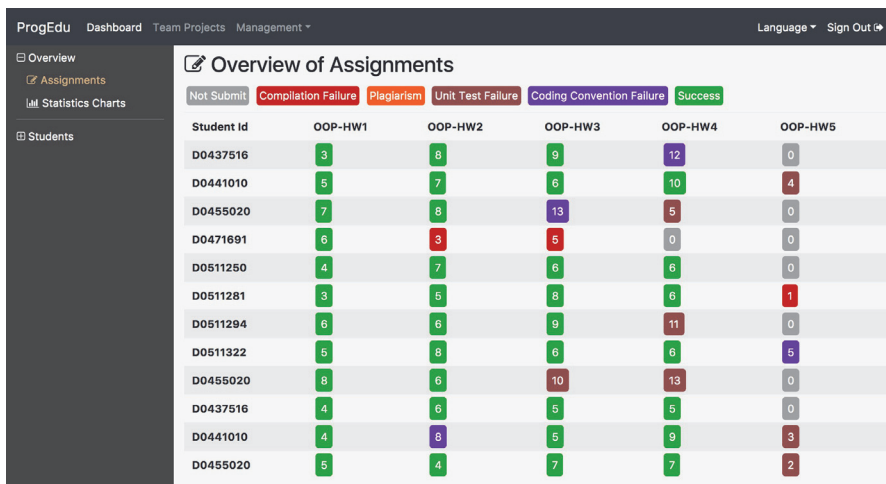 ProgEdu Dashboard Team Projects Management Language Sign Out
Overview
Assignments
Statistics Charts
Students
Overview of Assignments
Not Submit Compilation Failure Plagiarism Unit Test Failure Coding Convention Failure Success
Student Id OOP-HW1 OOP-HW2 OOP-HW3 OOP-HW4 OOP-HW5
D0437516 3 8 9 12 0
D0441010 5 7 6 10 4
D0455020 7 8 13 5 0
D0471691 6 3 5 0 0
D0511250 4 7 6 6 0
D0511281 3 5 8 6 1
D0511294 6 6 9 11 0
D0511322 5 8 6 6 5
D0455020 8 6 10 13 0
D0437516 4 6 5 5 0
D0441010 4 8 5 9 3
D0455020 5 4 7 7 2